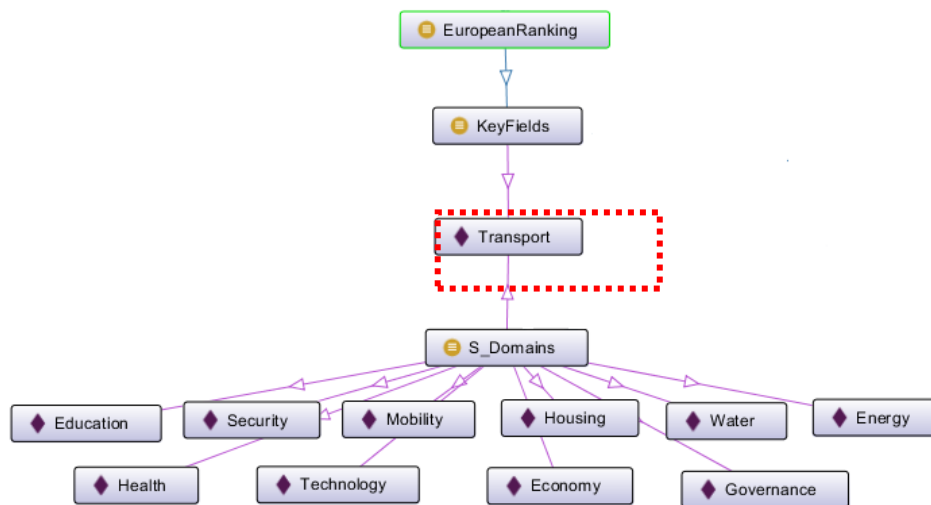 EuropeanRanking
KeyFields
Transport
S_Domains
Education
Security
Mobility
Housing
Water
Energy
Health
Technology
Economy
Governance